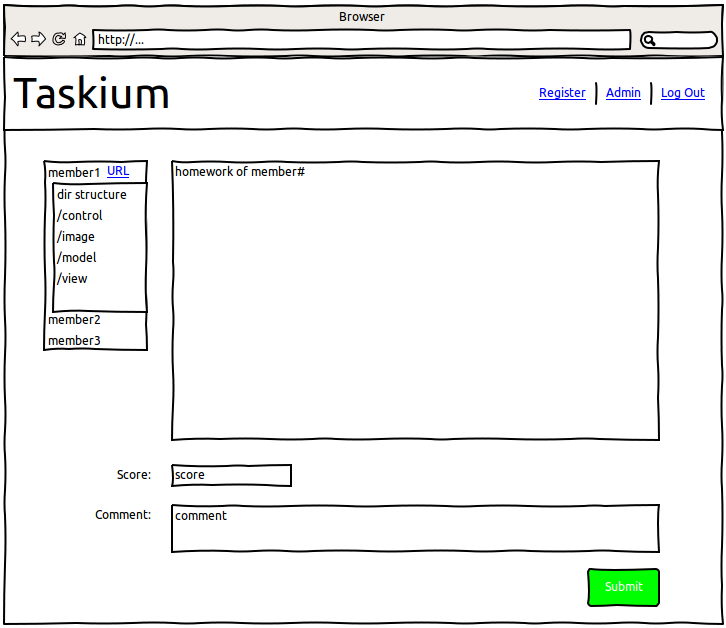 Browser
http://...
Taskium
Register Admin Log Out
member1 URL
dir structure
/control
/image
/model
/view
member2
member3
homework of member#
Score: score
Comment: comment
Submit